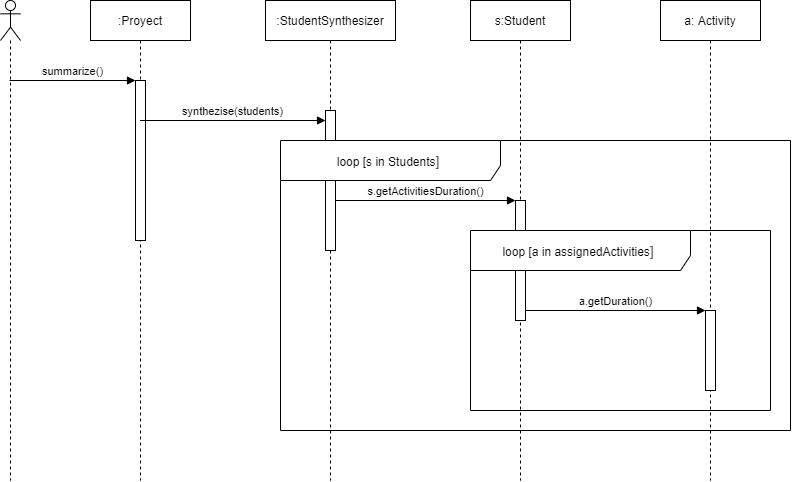 :Proyect
:StudentSynthesizer
s:Student
a: Activity
summarize()
synthezise(students)
loop [s in Students]
s.getActivitiesDuration()
loop [a in assignedActivities]
a.getDuration()